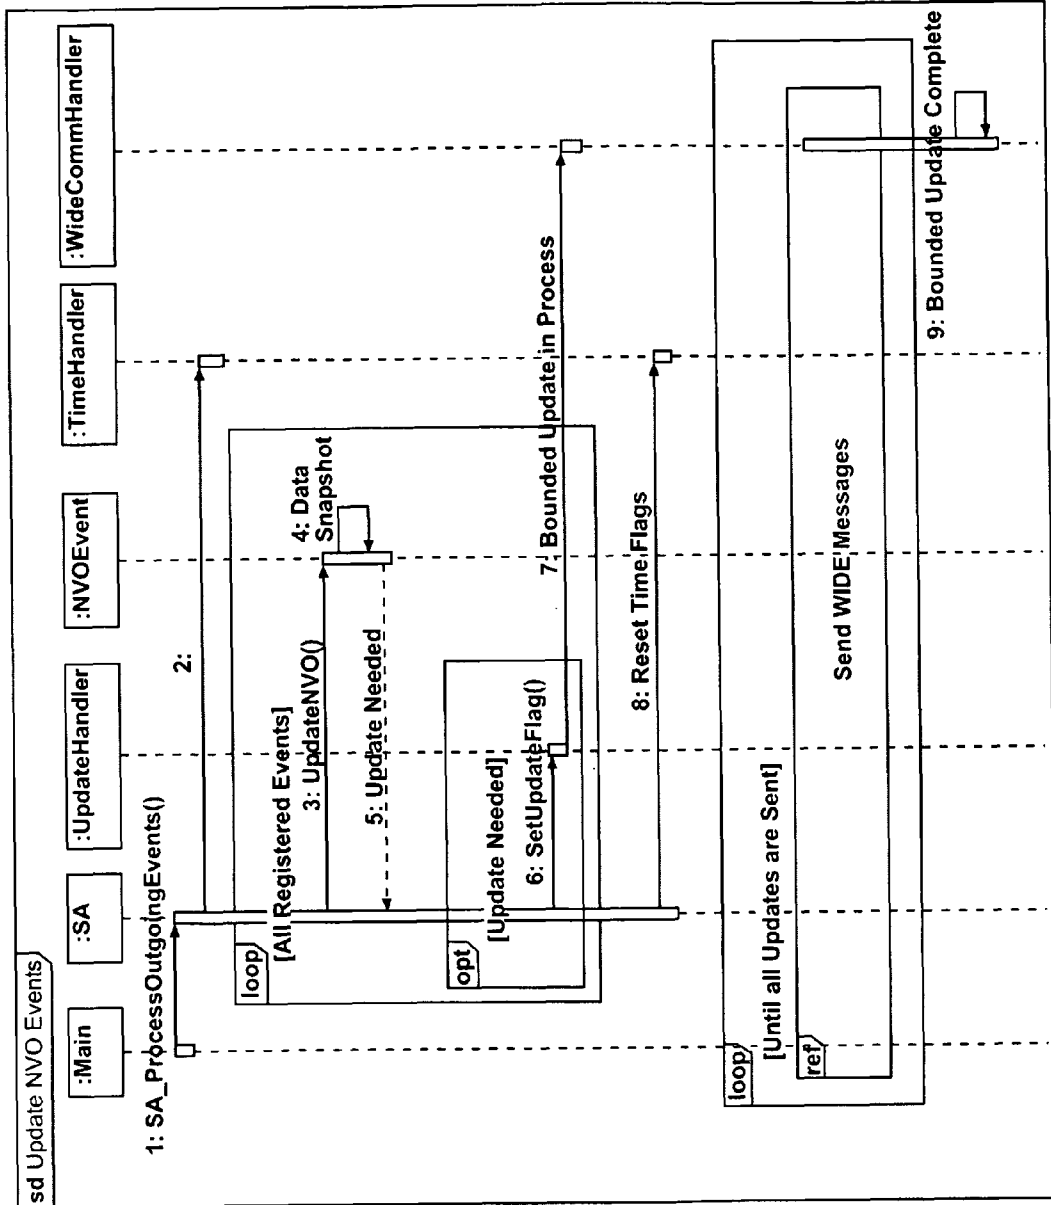 sd Update NVO Events
:Main
:SA
:UpdateHandler
:NVOEvent
:TimeHandler
:WideCommHandler
1: SA_ProcessOutgoingEvents()
2:
loop
[All Registered Events]
3: UpdateNVO()
4: Data
Snapshot
5: Update Needed
opt
[Update Needed]
6: SetUpdateFlag()
7: Bounded Update in Process
8: Reset Time Flags
loop
[Until all Updates are Sent]
ref
Send WIDE Messages
9: Bounded Update Complete